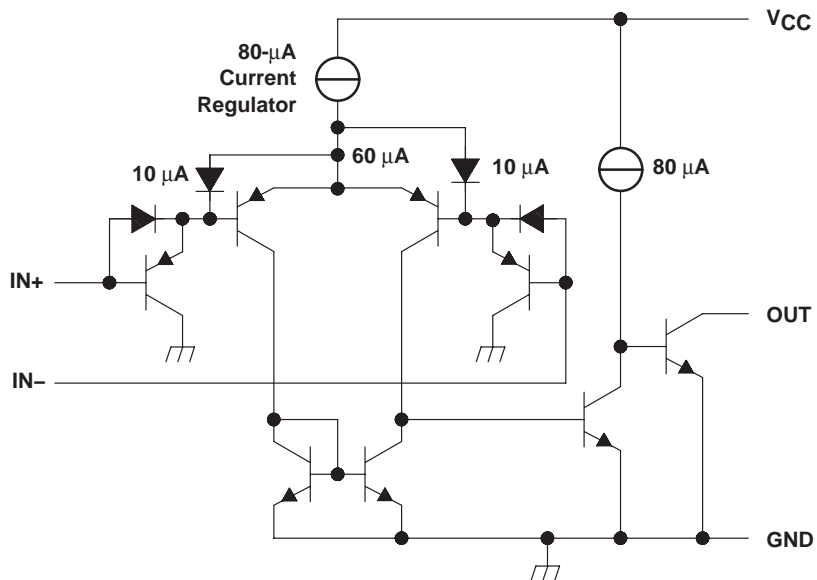 VCC
80-µA
Current
Regulator
10 µA
60 µA
10 µA
80 µA
IN+
OUT
IN−
GND